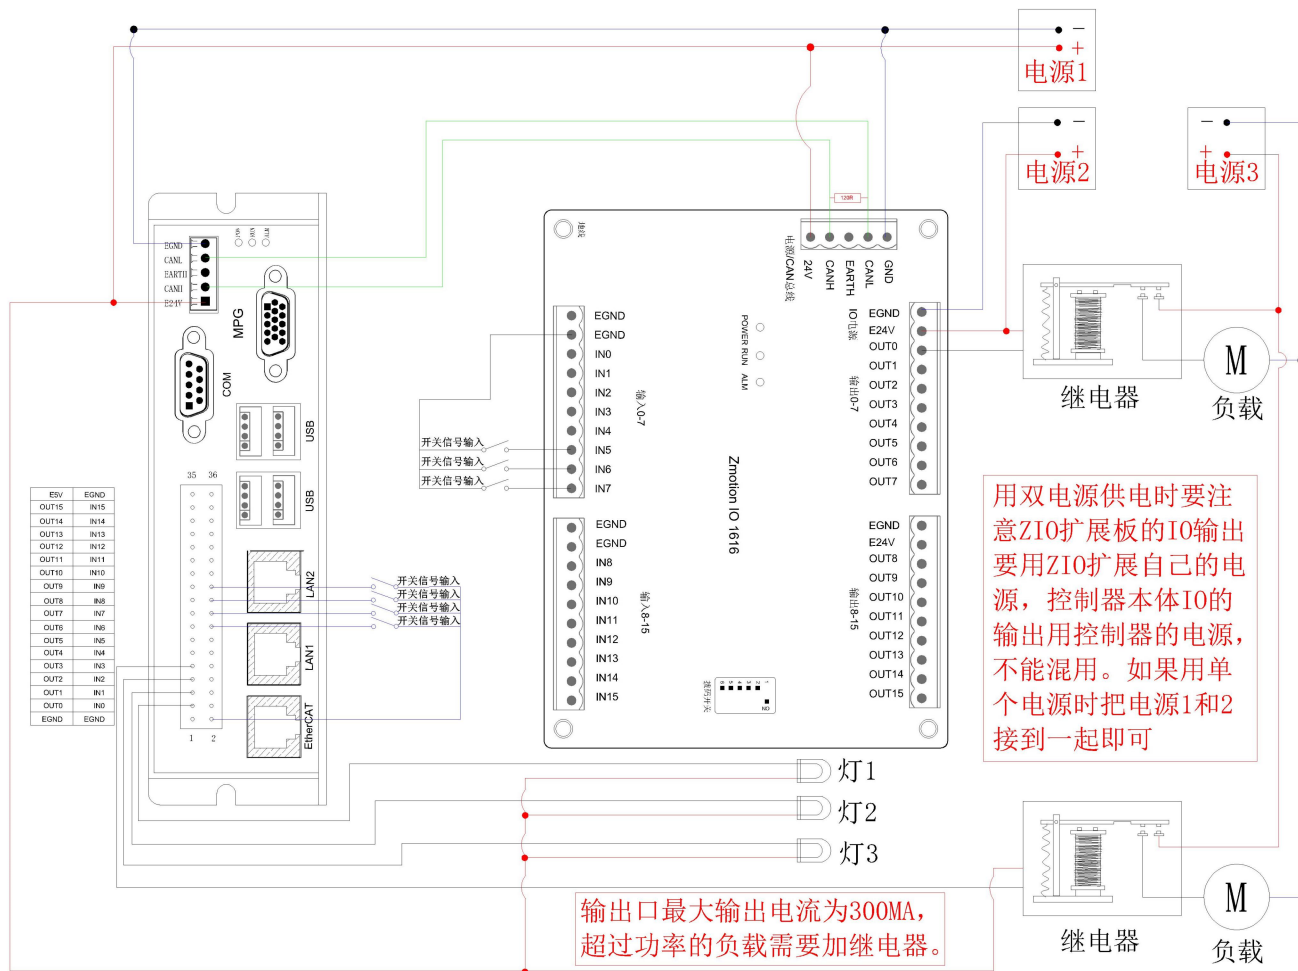 −
+
电源1
−
+
电源2
−
+
电源3
120R
地线
电源/CAN总线
24V
CANH
EARTH
CANL
GND
EGND
CANL
EARTH
CANH
E24V
MPG
COM
USB
USB
LAN2
LAN1
EtherCAT
35 36
1 2
E5V EGND
OUT15 IN15
OUT14 IN14
OUT13 IN13
OUT12 IN12
OUT11 IN11
OUT10 IN10
OUT9 IN9
OUT8 IN8
OUT7 IN7
OUT6 IN6
OUT5 IN5
OUT4 IN4
OUT3 IN3
OUT2 IN2
OUT1 IN1
OUT0 IN0
EGND EGND
开关信号输入
开关信号输入
开关信号输入
开关信号输入
开关信号输入
开关信号输入
开关信号输入
EGND
EGND
IN0
IN1
IN2
IN3
IN4
IN5
IN6
IN7
输入0-7
EGND
EGND
IN8
IN9
IN10
IN11
IN12
IN13
IN14
IN15
输入8-15
POWER RUN ALM
Zmotion IO 1616
拨码开关
6 5 4 3 2 1
ON
IO电源
EGND
E24V
OUT0
OUT1
OUT2
OUT3
OUT4
OUT5
OUT6
OUT7
输出0-7
EGND
E24V
OUT8
OUT9
OUT10
OUT11
OUT12
OUT13
OUT14
OUT15
输出8-15
继电器
M
负载
用双电源供电时要注
意ZIO扩展板的IO输出
要用ZIO扩展自己的电
源，控制器本体IO的
输出用控制器的电源，
不能混用。如果用单
个电源时把电源1和2
接到一起即可
灯1
灯2
灯3
输出口最大输出电流为300MA，
超过功率的负载需要加继电器。
继电器
M
负载